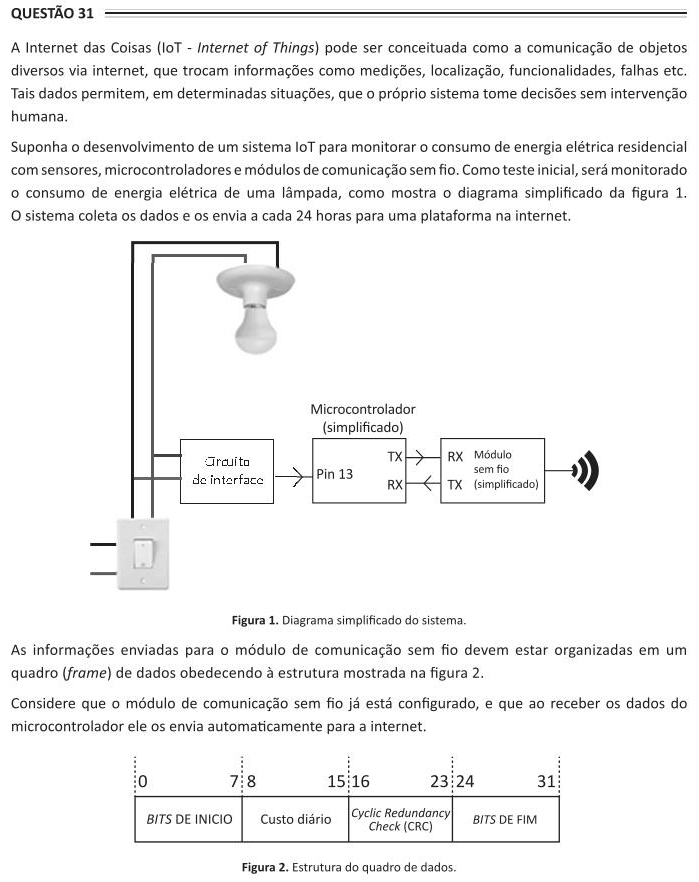 QUESTÃO 31
A Internet das Coisas (IoT - Internet of Things) pode ser conceituada como a comunicação de objetos
diversos via internet, que trocam informações como medições, localização, funcionalidades, falhas etc.
Tais dados permitem, em determinadas situações, que o próprio sistema tome decisões sem intervenção
humana.
Suponha o desenvolvimento de um sistema IoT para monitorar o consumo de energia elétrica residencial
com sensores, microcontroladores e módulos de comunicação sem fio. Como teste inicial, será monitorado
o consumo de energia elétrica de uma lâmpada, como mostra o diagrama simplificado da figura 1.
O sistema coleta os dados e os envia a cada 24 horas para uma plataforma na internet.
Microcontrolador
(simplificado)
Circuito
de interface
Pin 13
TX
RX
RX
TX
Módulo
sem fio
(simplificado)
Figura 1. Diagrama simplificado do sistema.
As informações enviadas para o módulo de comunicação sem fio devem estar organizadas em um
quadro (frame) de dados obedecendo à estrutura mostrada na figura 2.
Considere que o módulo de comunicação sem fio já está configurado, e que ao receber os dados do
microcontrolador ele os envia automaticamente para a internet.
0 7 8 15 16 23 24 31
BITS DE INICIO
Custo diário
Cyclic Redundancy
Check (CRC)
BITS DE FIM
Figura 2. Estrutura do quadro de dados.